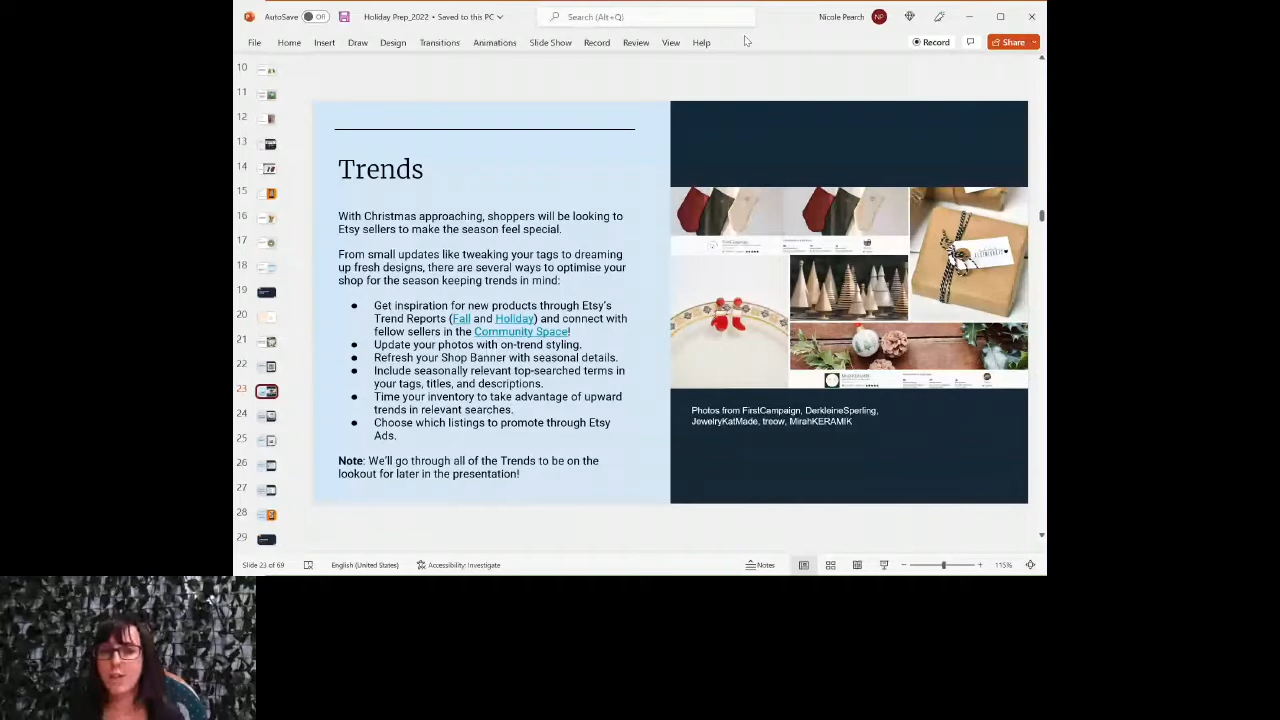 AutoSave Off Holiday Prep_2022 • Saved to this PC Search (Alt+Q) Nicole Pearch NP
File Home Insert Draw Design Transitions Animations Slide Show Record Review View Help Record Share
10
11
12
13
14
15
16
17
18
19
20
21
22
23
24
25
26
27
28
29
Trends
With Christmas approaching, shoppers will be looking to
Etsy sellers to make the season feel special.
From small updates like tweaking your tags to dreaming
up fresh designs, there are several ways to optimise your
shop for the season keeping trends in mind:
● Get inspiration for new products through Etsy's
Trend Reports (Fall and Holiday) and connect with
fellow sellers in the Community Space!
● Update your photos with on-trend styling.
● Refresh your Shop Banner with seasonal details.
● Include seasonally relevant top-searched terms in
your tags, titles, and descriptions.
● Time your inventory to take advantage of upward
trends in relevant searches.
● Choose which listings to promote through Etsy
Ads.
Note: We'll go through all of the Trends to be on the
lookout for later in the presentation!
Photos from FirstCampaign, DerkleineSperling,
JewelryKatMade, treow, MirahKERAMIK
Slide 23 of 69 English (United States) Accessibility: Investigate Notes 115%